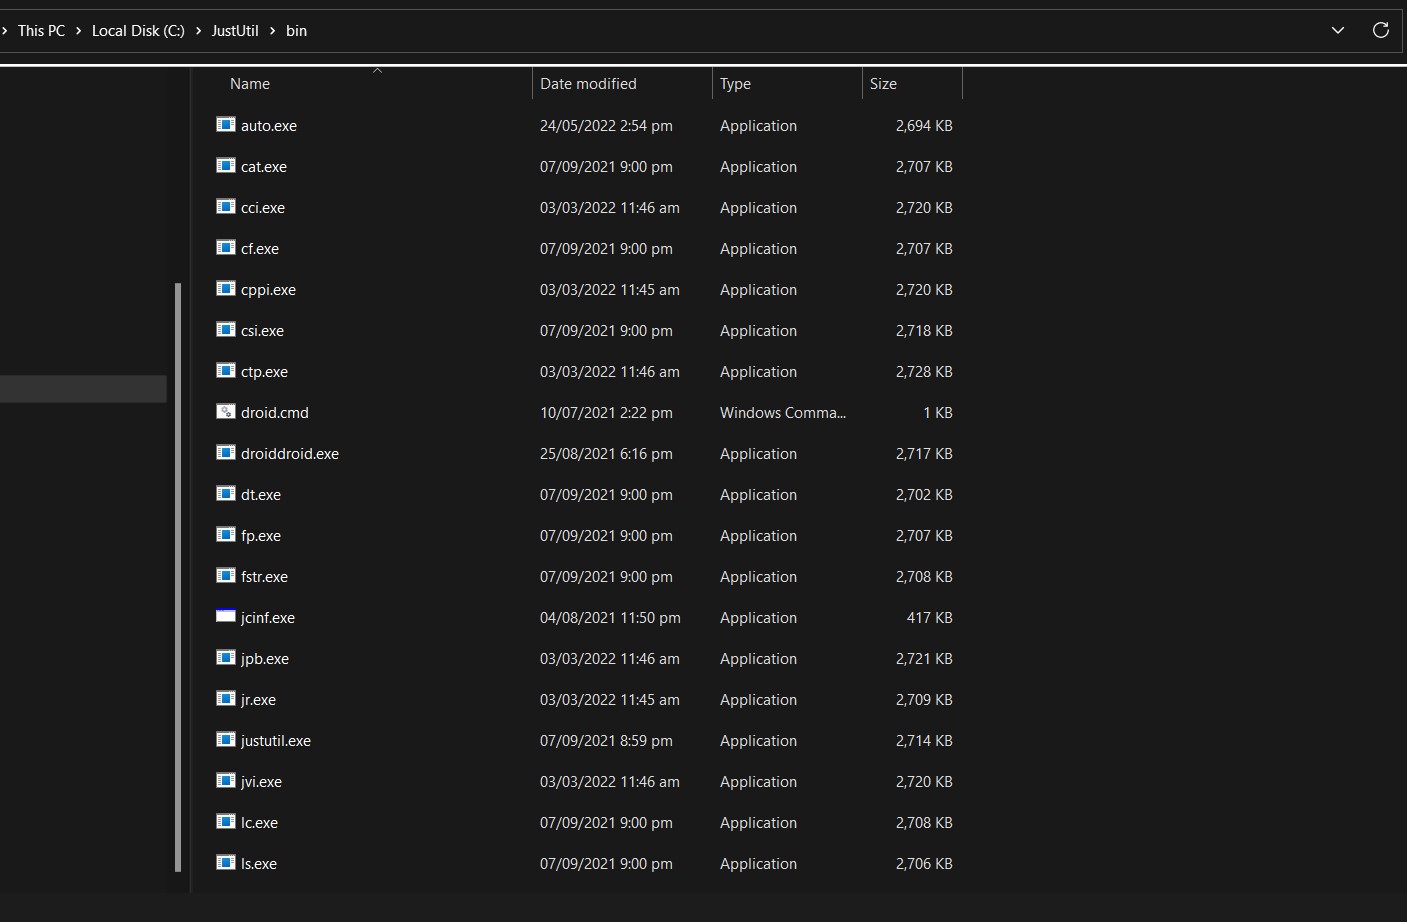 This PC > Local Disk (C:) > JustUtil > bin
Name Date modified Type Size
auto.exe 24/05/2022 2:54 pm Application 2,694 KB
cat.exe 07/09/2021 9:00 pm Application 2,707 KB
cci.exe 03/03/2022 11:46 am Application 2,720 KB
cf.exe 07/09/2021 9:00 pm Application 2,707 KB
cppi.exe 03/03/2022 11:45 am Application 2,720 KB
csi.exe 07/09/2021 9:00 pm Application 2,718 KB
ctp.exe 03/03/2022 11:46 am Application 2,728 KB
droid.cmd 10/07/2021 2:22 pm Windows Comma... 1 KB
droiddroid.exe 25/08/2021 6:16 pm Application 2,717 KB
dt.exe 07/09/2021 9:00 pm Application 2,702 KB
fp.exe 07/09/2021 9:00 pm Application 2,707 KB
fstr.exe 07/09/2021 9:00 pm Application 2,708 KB
jcinf.exe 04/08/2021 11:50 pm Application 417 KB
jpb.exe 03/03/2022 11:46 am Application 2,721 KB
jr.exe 03/03/2022 11:45 am Application 2,709 KB
justutil.exe 07/09/2021 8:59 pm Application 2,714 KB
jvi.exe 03/03/2022 11:46 am Application 2,720 KB
lc.exe 07/09/2021 9:00 pm Application 2,708 KB
ls.exe 07/09/2021 9:00 pm Application 2,706 KB